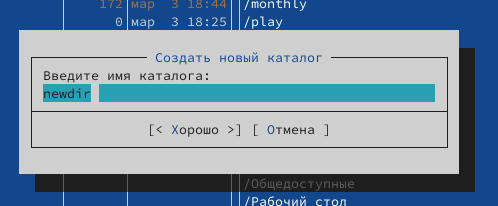 172 мар 3 18:44 /monthly
0 мар 3 18:25 /play
Создать новый каталог
Введите имя каталога:
newdir
[< Хорошо >] [ Отмена ]
/Общедоступные
/Рабочий стол